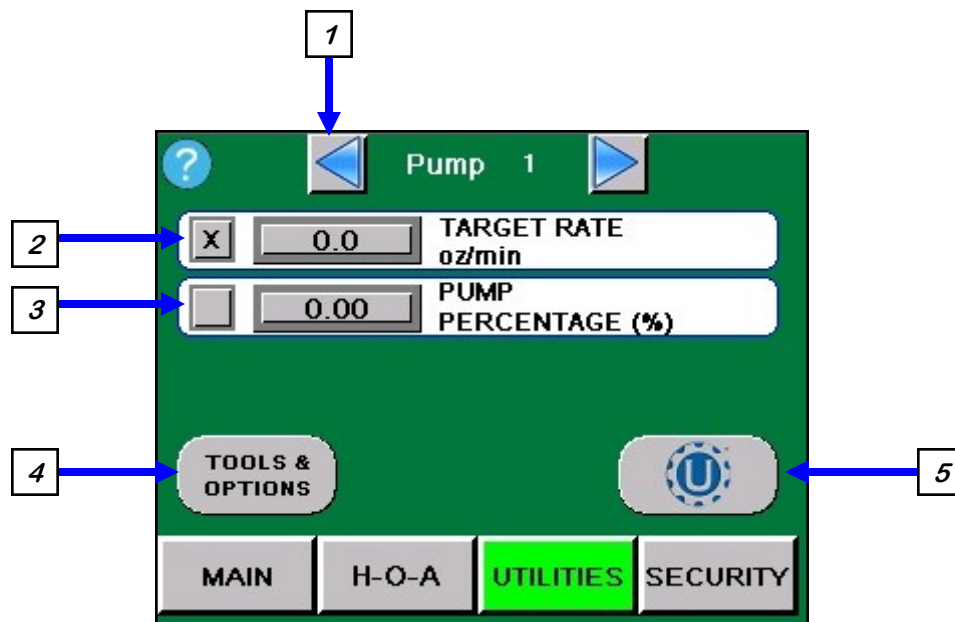 1
? Pump 1
2 X 0.0 TARGET RATE
oz/min
3 0.00 PUMP
PERCENTAGE (%)
4 TOOLS &
OPTIONS
U 5
MAIN H-O-A UTILITIES SECURITY